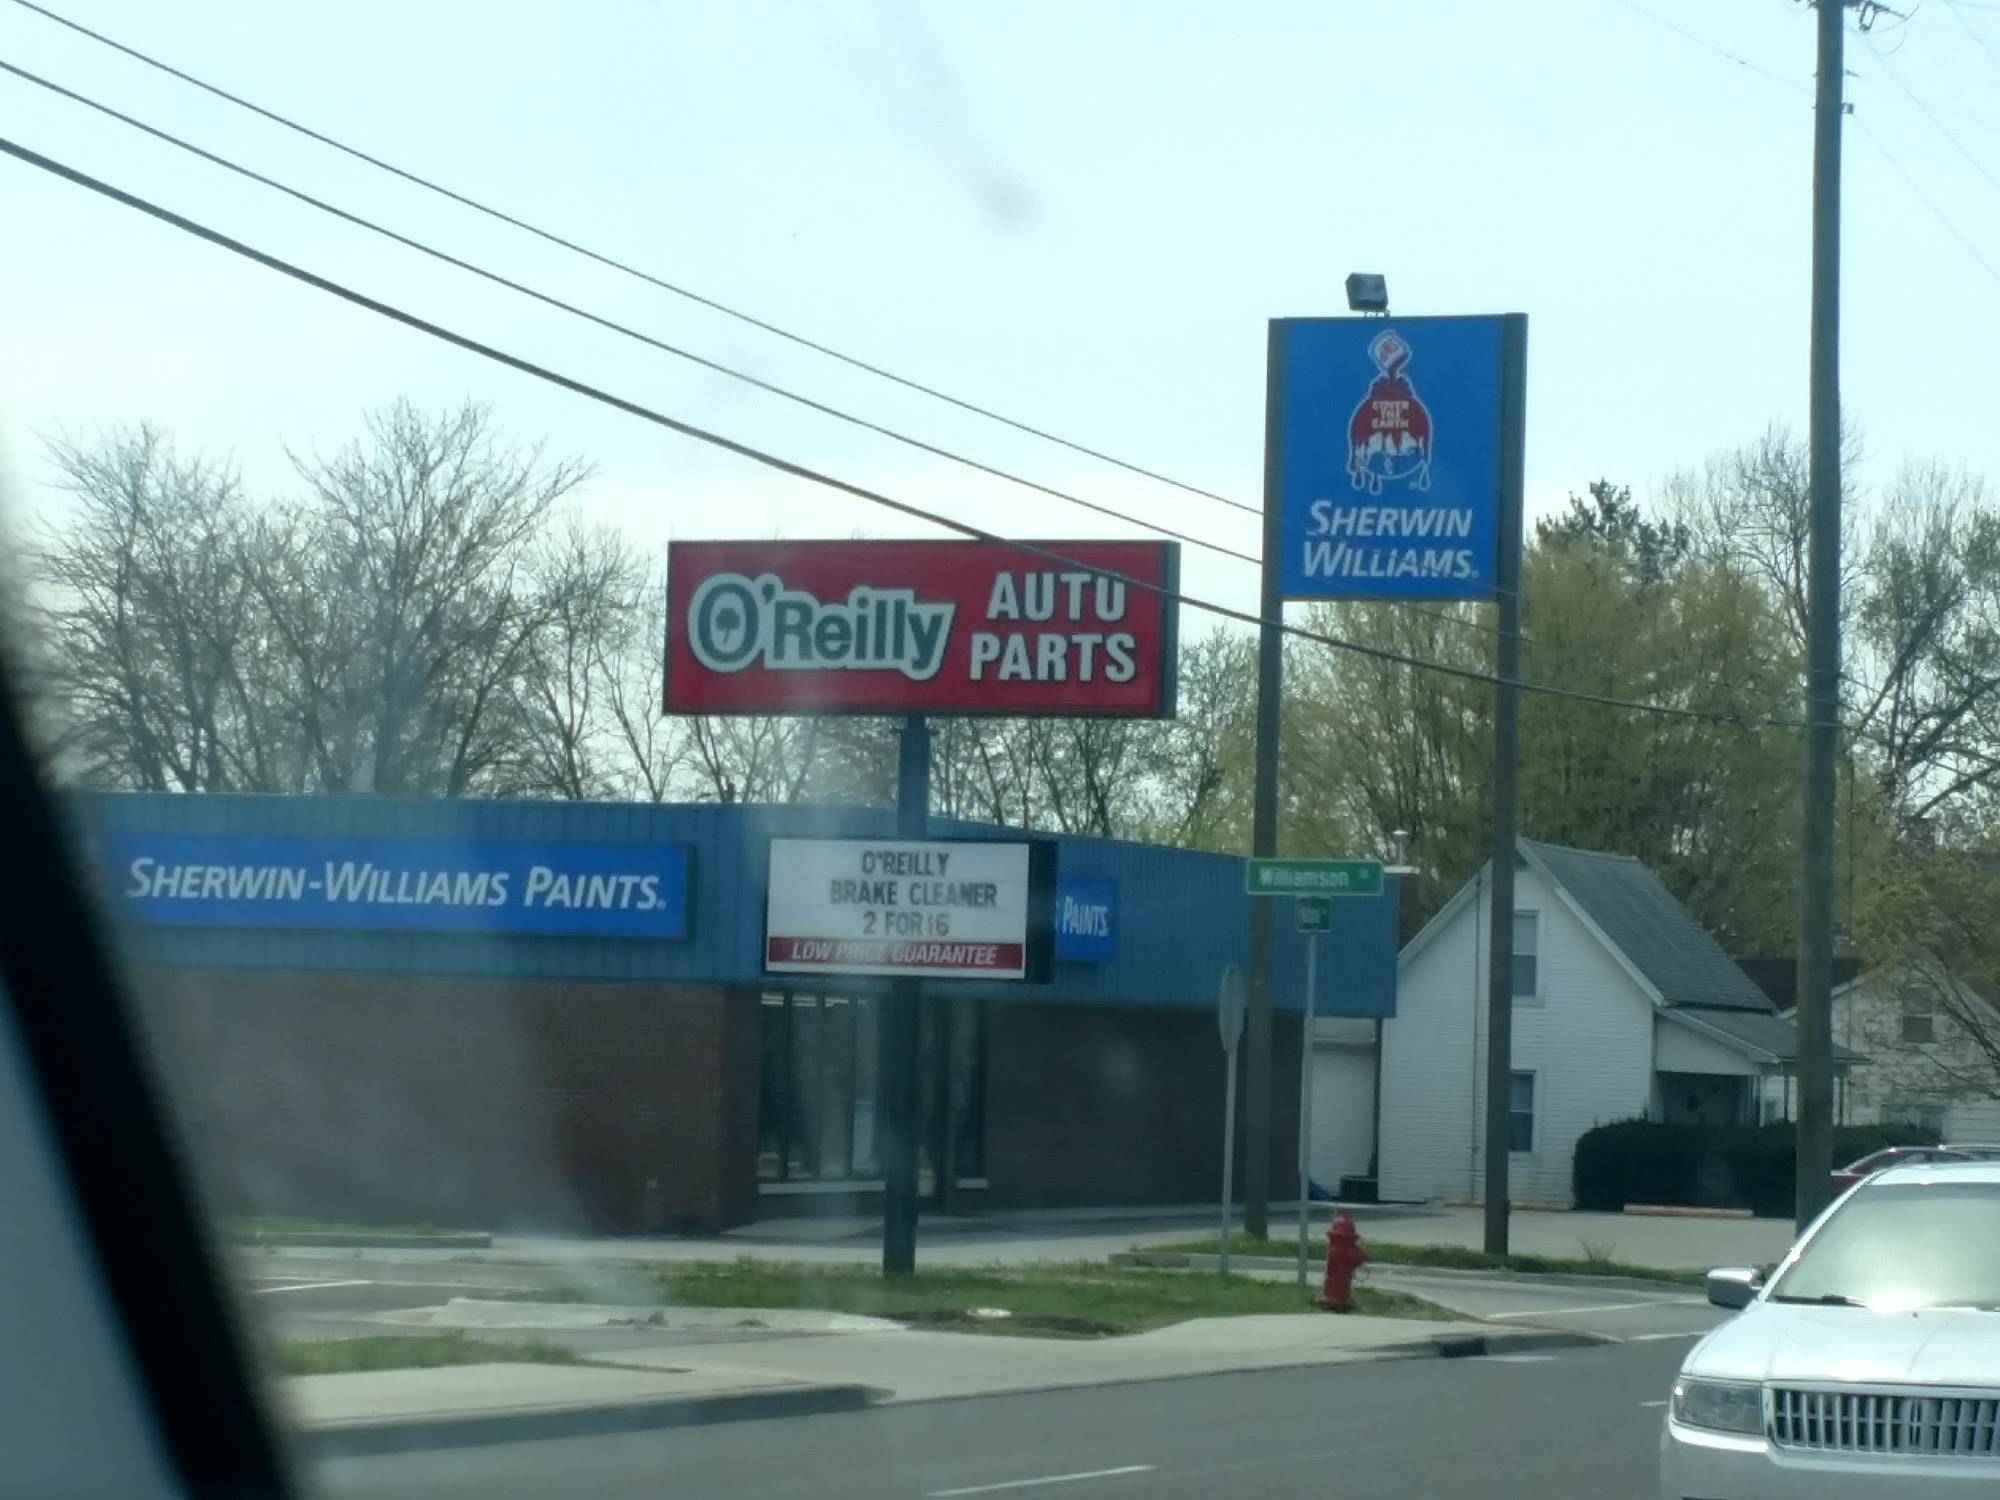 COVER
THE
EARTH
SHERWIN
WILLIAMS®
O'Reilly AUTO
PARTS
SHERWIN-WILLIAMS PAINTS®
O'REILLY
BRAKE CLEANER
2 FOR $6
LOW PRICE GUARANTEE
PAINTS®
Williamson ST